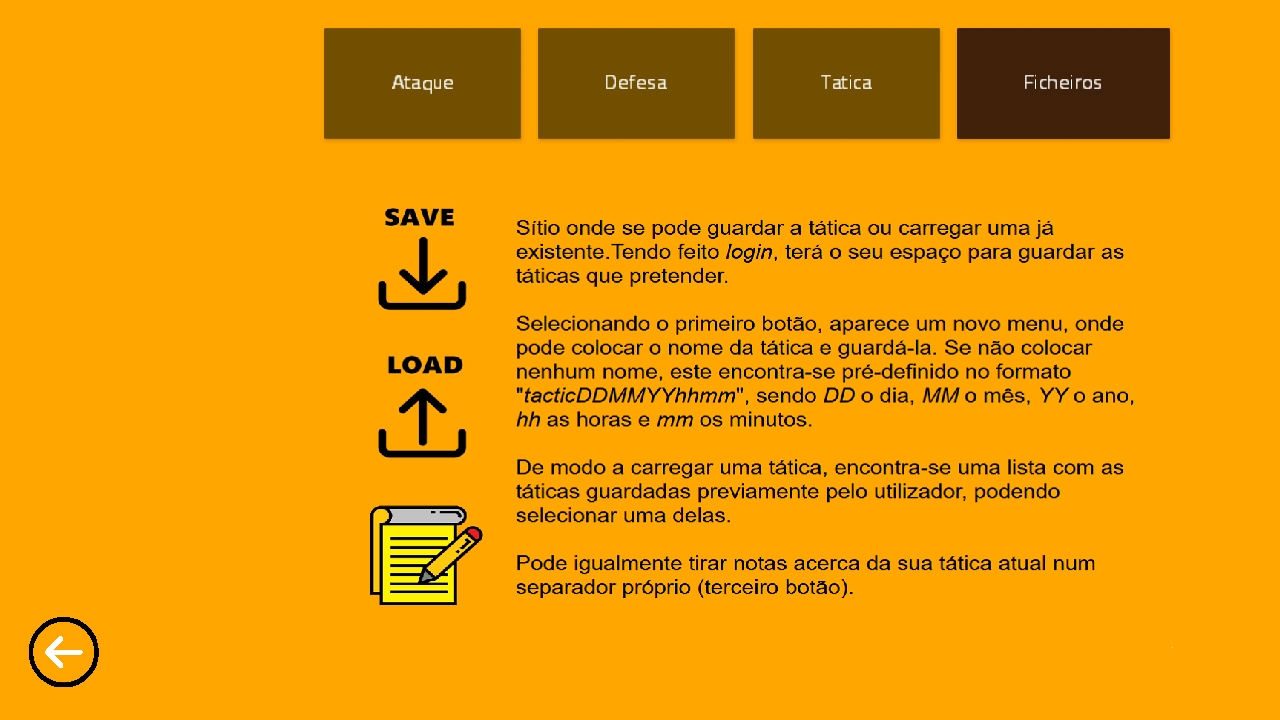 Ataque
Defesa
Tatica
Ficheiros
SAVE
Sítio onde se pode guardar a tática ou carregar uma já
existente.Tendo feito login, terá o seu espaço para guardar as
táticas que pretender.
Selecionando o primeiro botão, aparece um novo menu, onde
pode colocar o nome da tática e guardá-la. Se não colocar
nenhum nome, este encontra-se pré-definido no formato
"tacticDDMMYYhhmm", sendo DD o dia, MM o mês, YY o ano,
hh as horas e mm os minutos.
LOAD
De modo a carregar uma tática, encontra-se uma lista com as
táticas guardadas previamente pelo utilizador, podendo
selecionar uma delas.
Pode igualmente tirar notas acerca da sua tática atual num
separador próprio (terceiro botão).